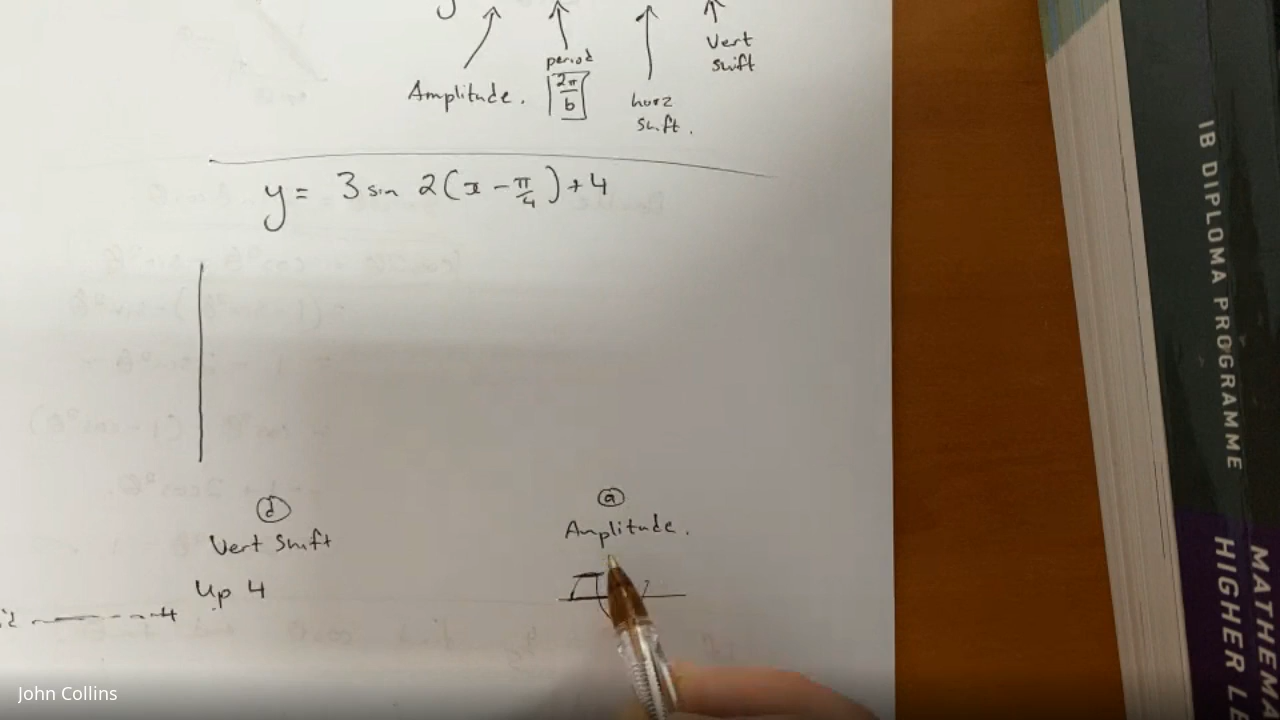 y
Amplitude.
period
2π
b
horz
shift.
Vert
shift
y = 3 sin 2(x - π/4) + 4
d
Vert Shift
Up 4
a
Amplitude.
4
IB DIPLOMA PROGRAMME
MATHEMA
HIGHER LE
John Collins